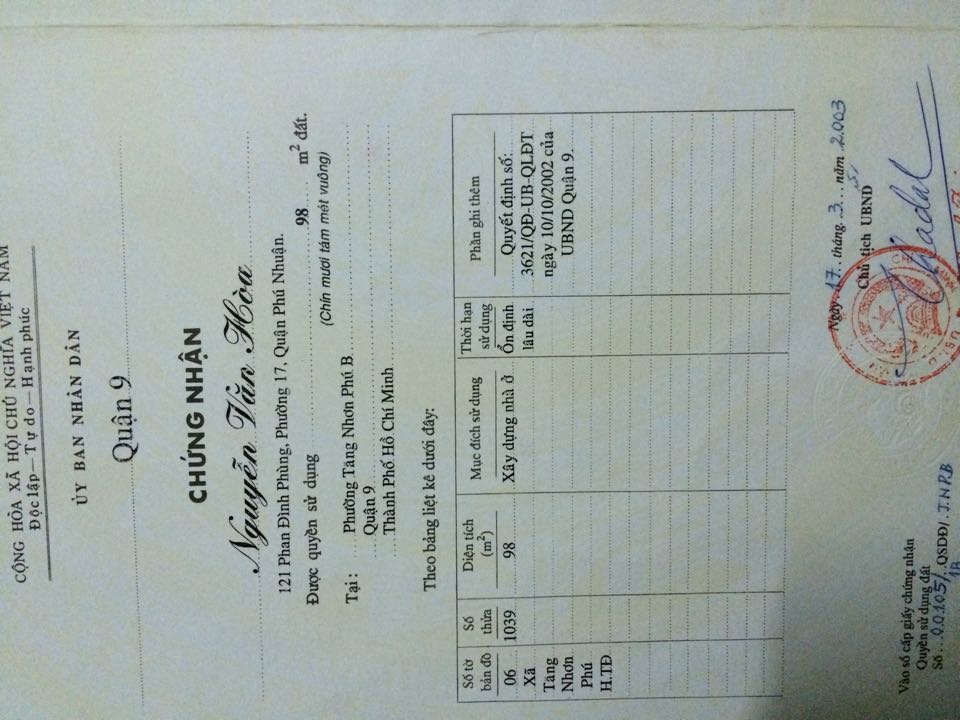 CỘNG HÒA XÃ HỘI CHỦ NGHĨA VIỆT NAM
Độc lập – Tự do – Hạnh phúc
ỦY BAN NHÂN DÂN
Quận 9
CHỨNG NHẬN
Nguyễn Văn Hòa
121 Phan Đình Phùng, Phường 17, Quận Phú Nhuận.
Được quyền sử dụng 98 m² đất.
(Chín mươi tám mét vuông)
Tại : Phường Tăng Nhơn Phú B
Quận 9
Thành Phố Hồ Chí Minh
Theo bảng liệt kê dưới đây:
Số tờ bản đồ
Số thửa
Diện tích (m²)
Mục đích sử dụng
Thời hạn sử dụng
Phần ghi thêm
06 1039 98 Xây dựng nhà ở Ổn định Quyết định số:
Xã lâu dài 3621/QĐ-UB-QLĐT
Tăng ngày 10/10/2002 của
Nhơn UBND Quận 9.
Phú
H.TĐ
Ngày 17 tháng 3 năm 2003
Chủ tịch UBND
Vào sổ cấp giấy chứng nhận
Quyền sử dụng đất
Số 00105/ QSDĐ/ T.NPB
1B